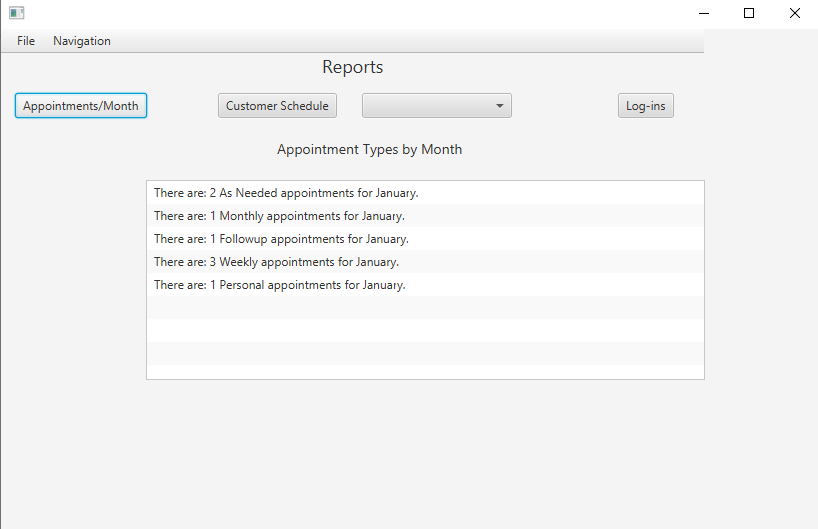 File Navigation
Reports
Appointments/Month Customer Schedule Log-ins
Appointment Types by Month
There are: 2 As Needed appointments for January.
There are: 1 Monthly appointments for January.
There are: 1 Followup appointments for January.
There are: 3 Weekly appointments for January.
There are: 1 Personal appointments for January.